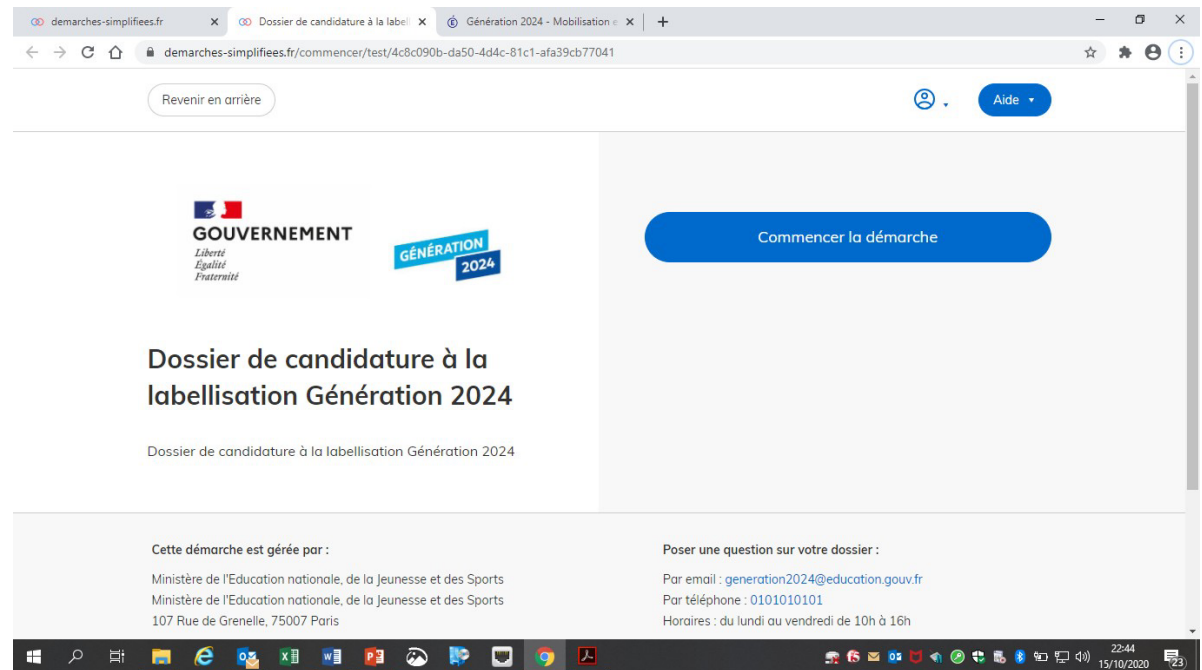 demarches-simplifiees.fr
Dossier de candidature à la label
Génération 2024 - Mobilisation e
demarches-simplifiees.fr/commencer/test/4c8c090b-da50-4d4c-81c1-afa39cb77041
Revenir en arrière
Aide
GOUVERNEMENT
Liberté
Égalité
Fraternité
GÉNÉRATION
2024
Commencer la démarche
Dossier de candidature à la
labellisation Génération 2024
Dossier de candidature à la labellisation Génération 2024
Cette démarche est gérée par :
Ministère de l'Education nationale, de la Jeunesse et des Sports
Ministère de l'Education nationale, de la Jeunesse et des Sports
107 Rue de Grenelle, 75007 Paris
Poser une question sur votre dossier :
Par email : generation2024@education.gouv.fr
Par téléphone : 0101010101
Horaires : du lundi au vendredi de 10h à 16h
22:44
15/10/2020
23